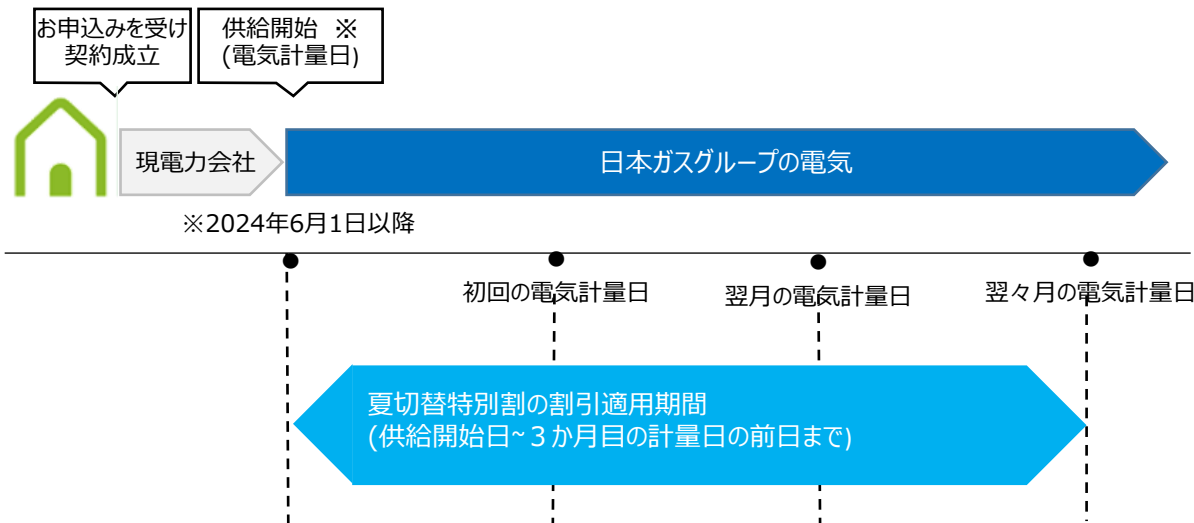 お申込みを受け
契約成立
供給開始 ※
(電気計量日)
現電力会社
日本ガスグループの電気
※2024年6月1日以降
初回の電気計量日
翌月の電気計量日
翌々月の電気計量日
夏切替特別割の割引適用期間
(供給開始日~３か月目の計量日の前日まで)